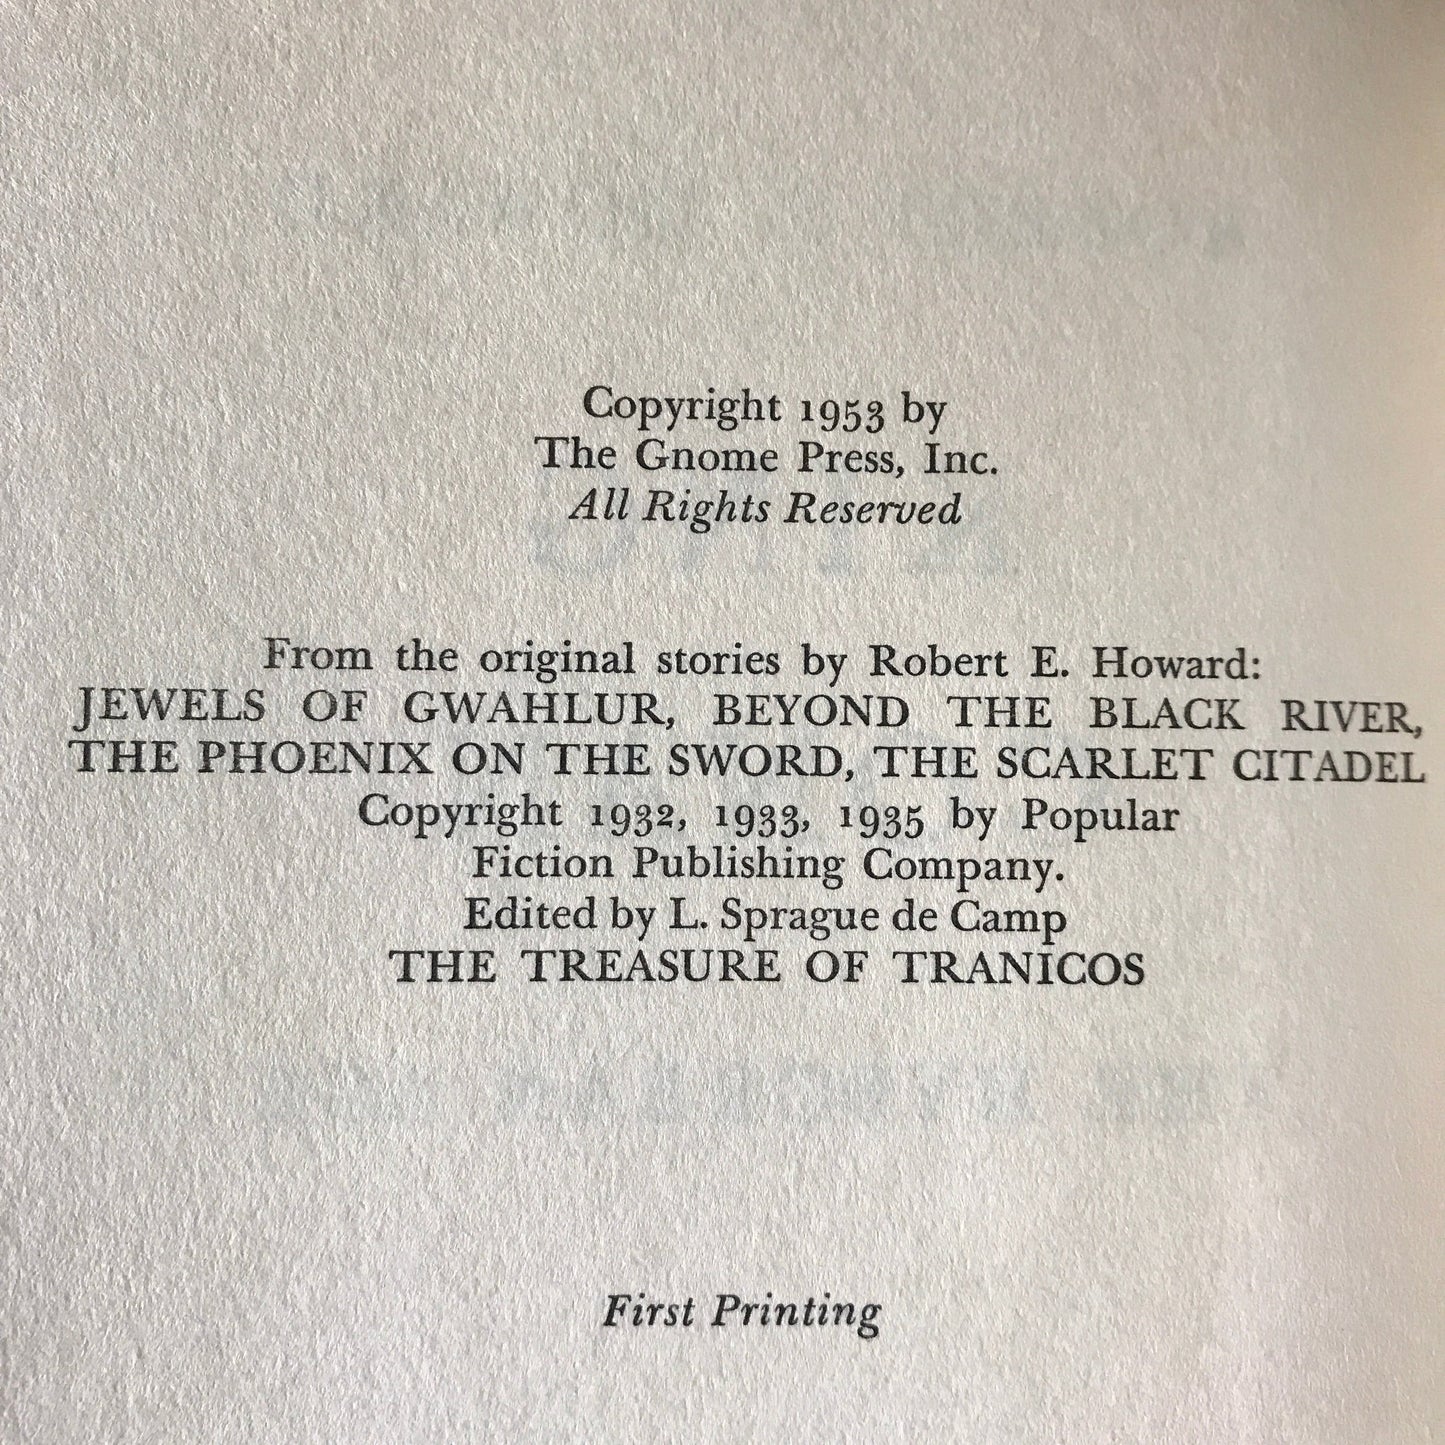 Copyright 1953 by
The Gnome Press, Inc.
All Rights Reserved
From the original stories by Robert E. Howard:
JEWELS OF GWAHLUR, BEYOND THE BLACK RIVER,
THE PHOENIX ON THE SWORD, THE SCARLET CITADEL
Copyright 1932, 1933, 1935 by Popular
Fiction Publishing Company.
Edited by L. Sprague de Camp
THE TREASURE OF TRANICOS
First Printing